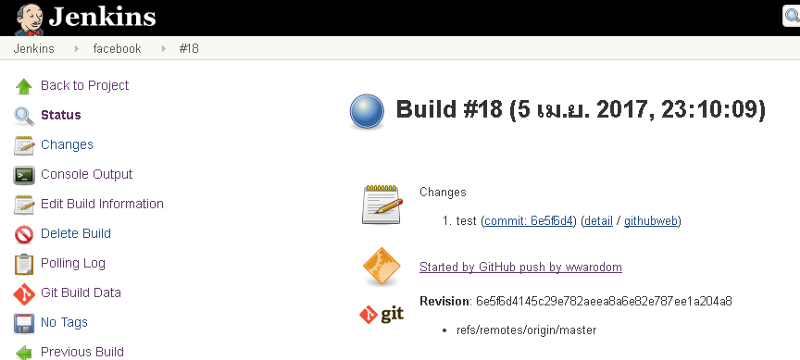 Jenkins
Jenkins facebook #18
Back to Project
Status
Changes
Console Output
Edit Build Information
Delete Build
Polling Log
Git Build Data
No Tags
Previous Build
Build #18 (5 เม.ย. 2017, 23:10:09)
Changes
1. test (commit: 6e5f6d4) (detail / githubweb)
Started by GitHub push by wwarodom
git
Revision: 6e5f6d4145c29e782aeea8a6e82e787ee1a204a8
refs/remotes/origin/master